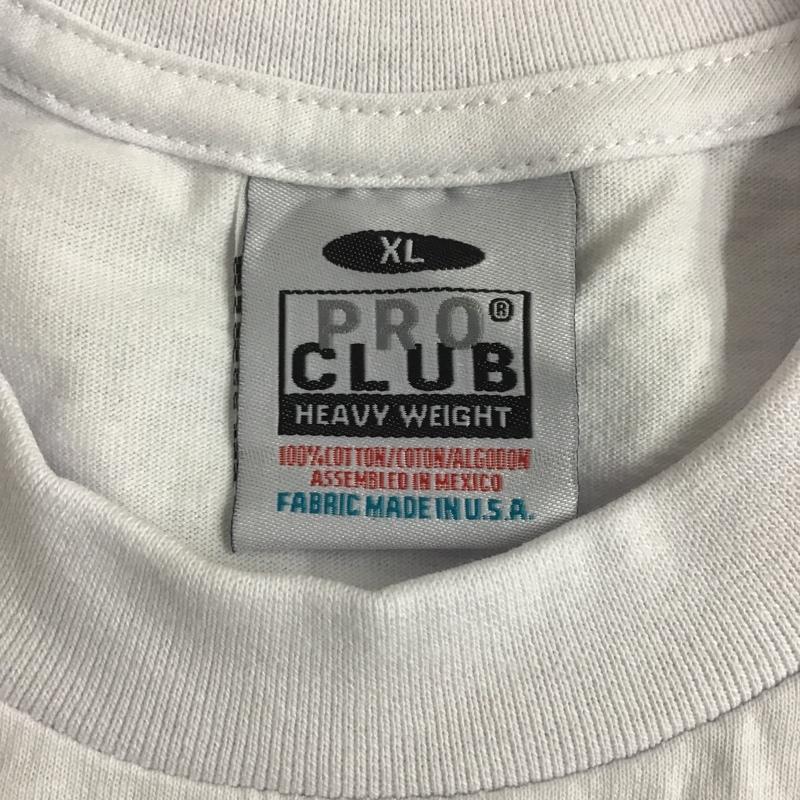 XL
PRO®
CLUB
HEAVY WEIGHT
100%COTTON/COTON/ALGODON
ASSEMBLED IN MEXICO
FABRIC MADE IN U.S.A.